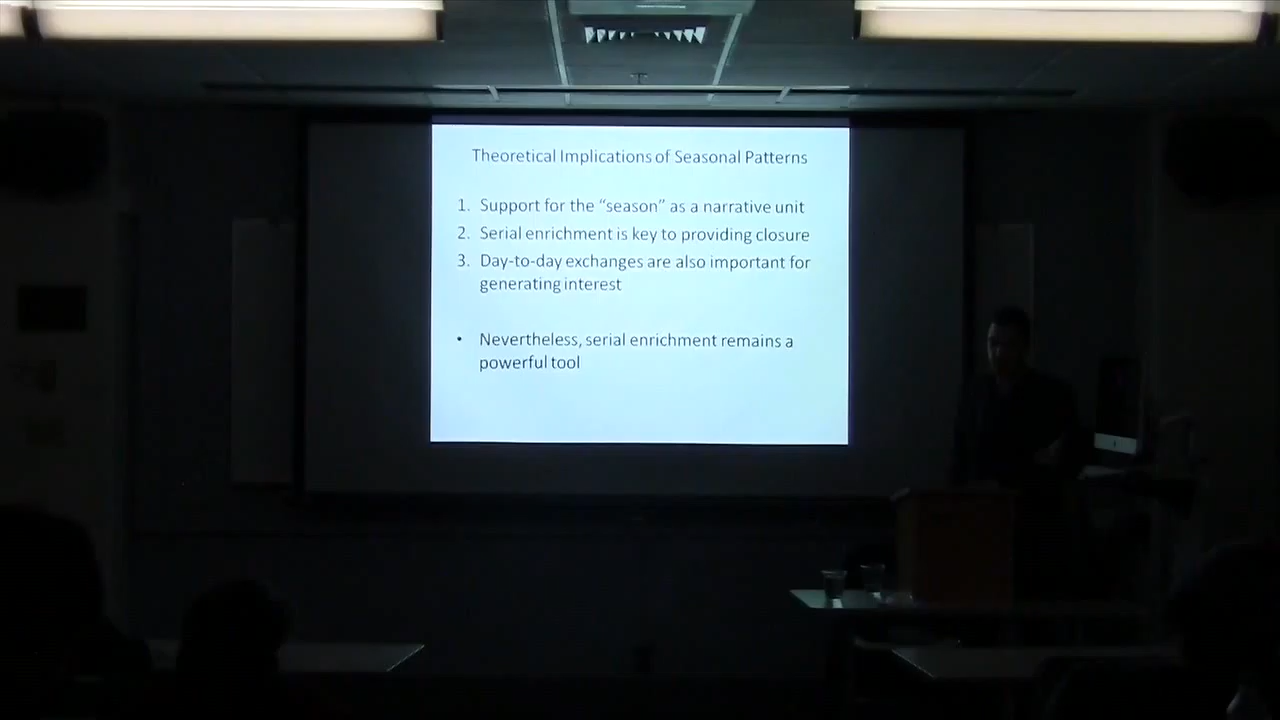 Theoretical Implications of Seasonal Patterns
1. Support for the “season” as a narrative unit
2. Serial enrichment is key to providing closure
3. Day-to-day exchanges are also important for
generating interest
• Nevertheless, serial enrichment remains a
powerful tool